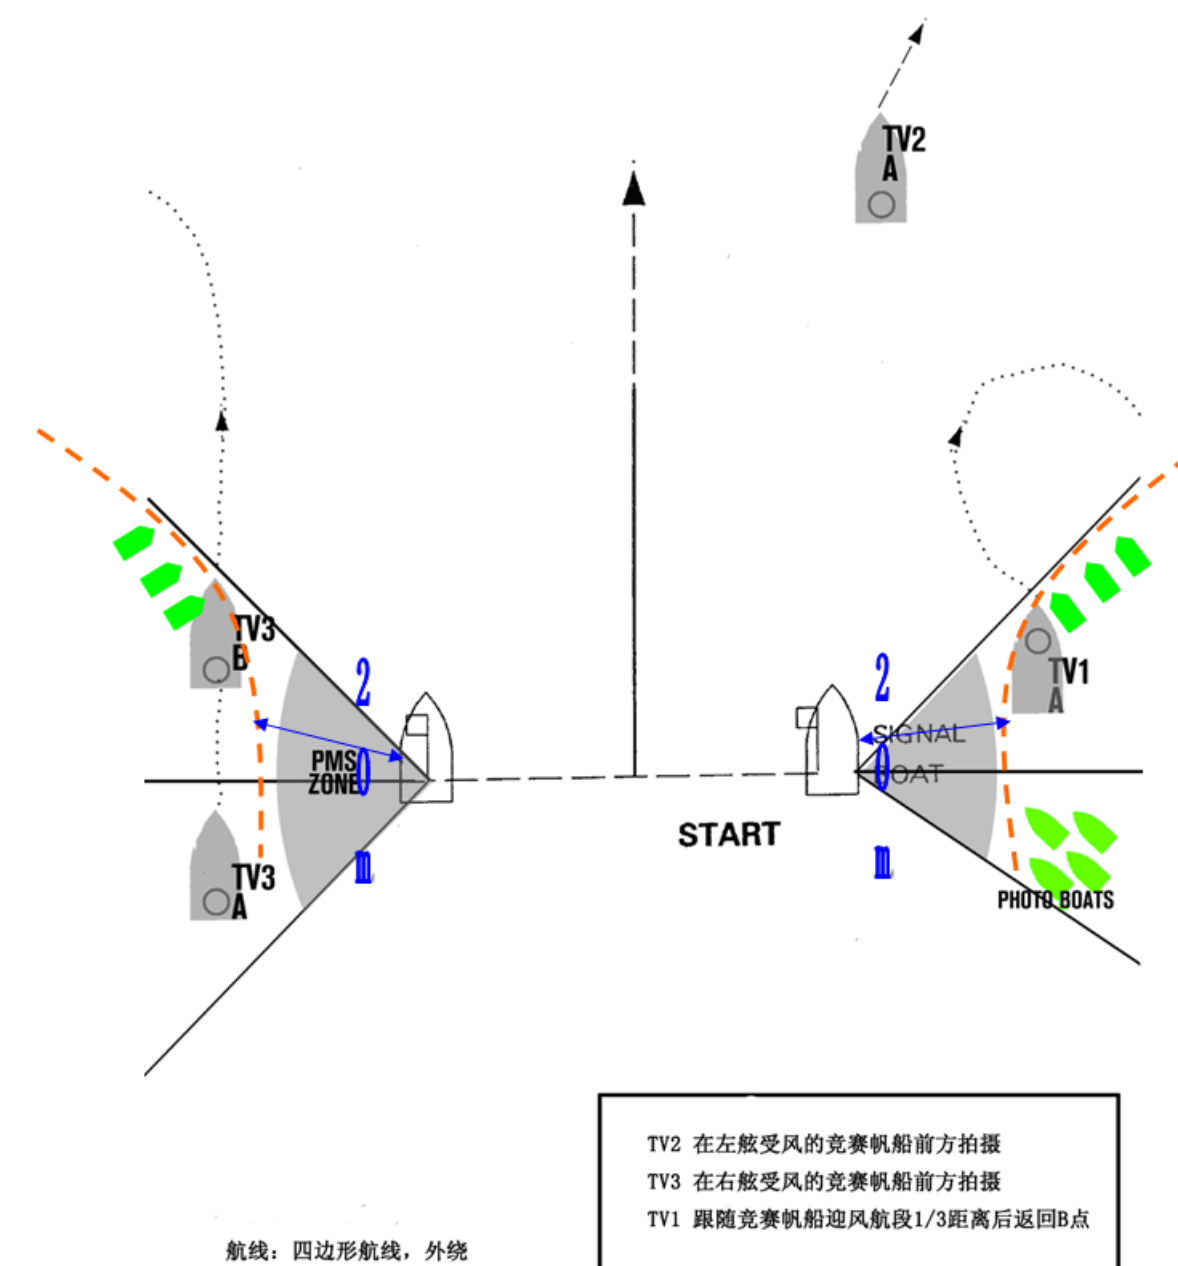 TV2
A
TV3
B
2
0
m
PMS
ZONE
2
0
m
SIGNAL
BOAT
TV1
A
START
TV3
A
PHOTO BOATS
TV2 在左舷受风的竞赛帆船前方拍摄
TV3 在右舷受风的竞赛帆船前方拍摄
TV1 跟随竞赛帆船迎风航段1/3距离后返回B点
航线：四边形航线，外绕